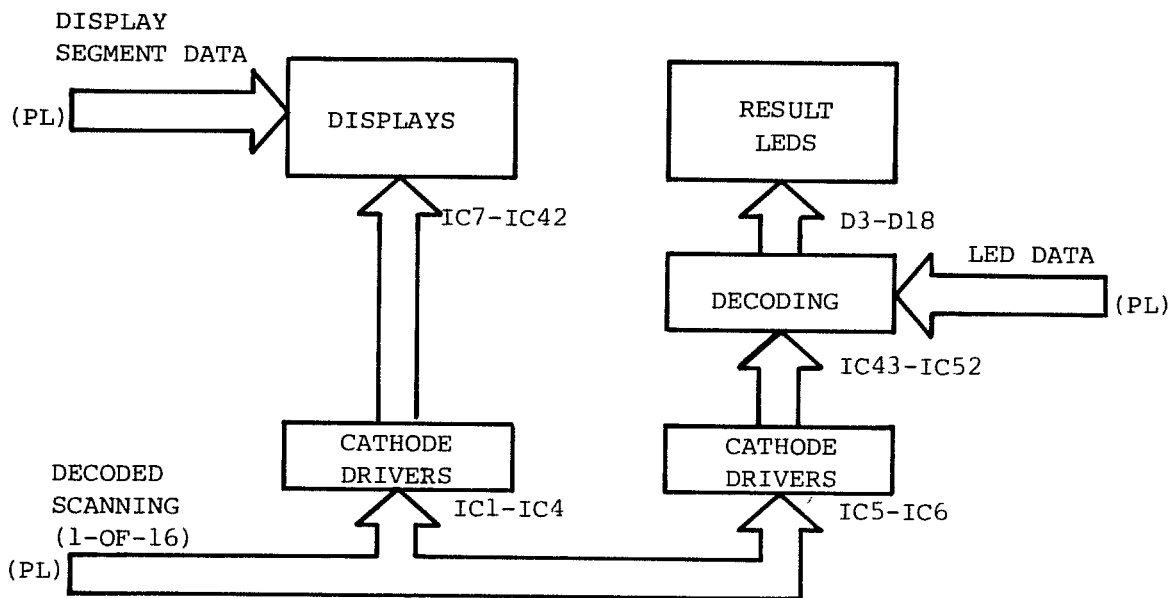 DISPLAY
SEGMENT DATA
(PL)
DISPLAYS
RESULT
LEDS
IC7-IC42
D3-D18
LED DATA
DECODING
(PL)
IC43-IC52
CATHODE
DRIVERS
CATHODE
DRIVERS
DECODED
SCANNING
(1-OF-16)
IC1-IC4
IC5-IC6
(PL)